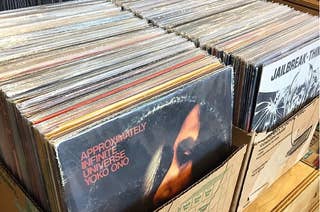 APPROXIMATELY
INFINITE
UNIVERSE
YOKO ONO
JAILBREAK